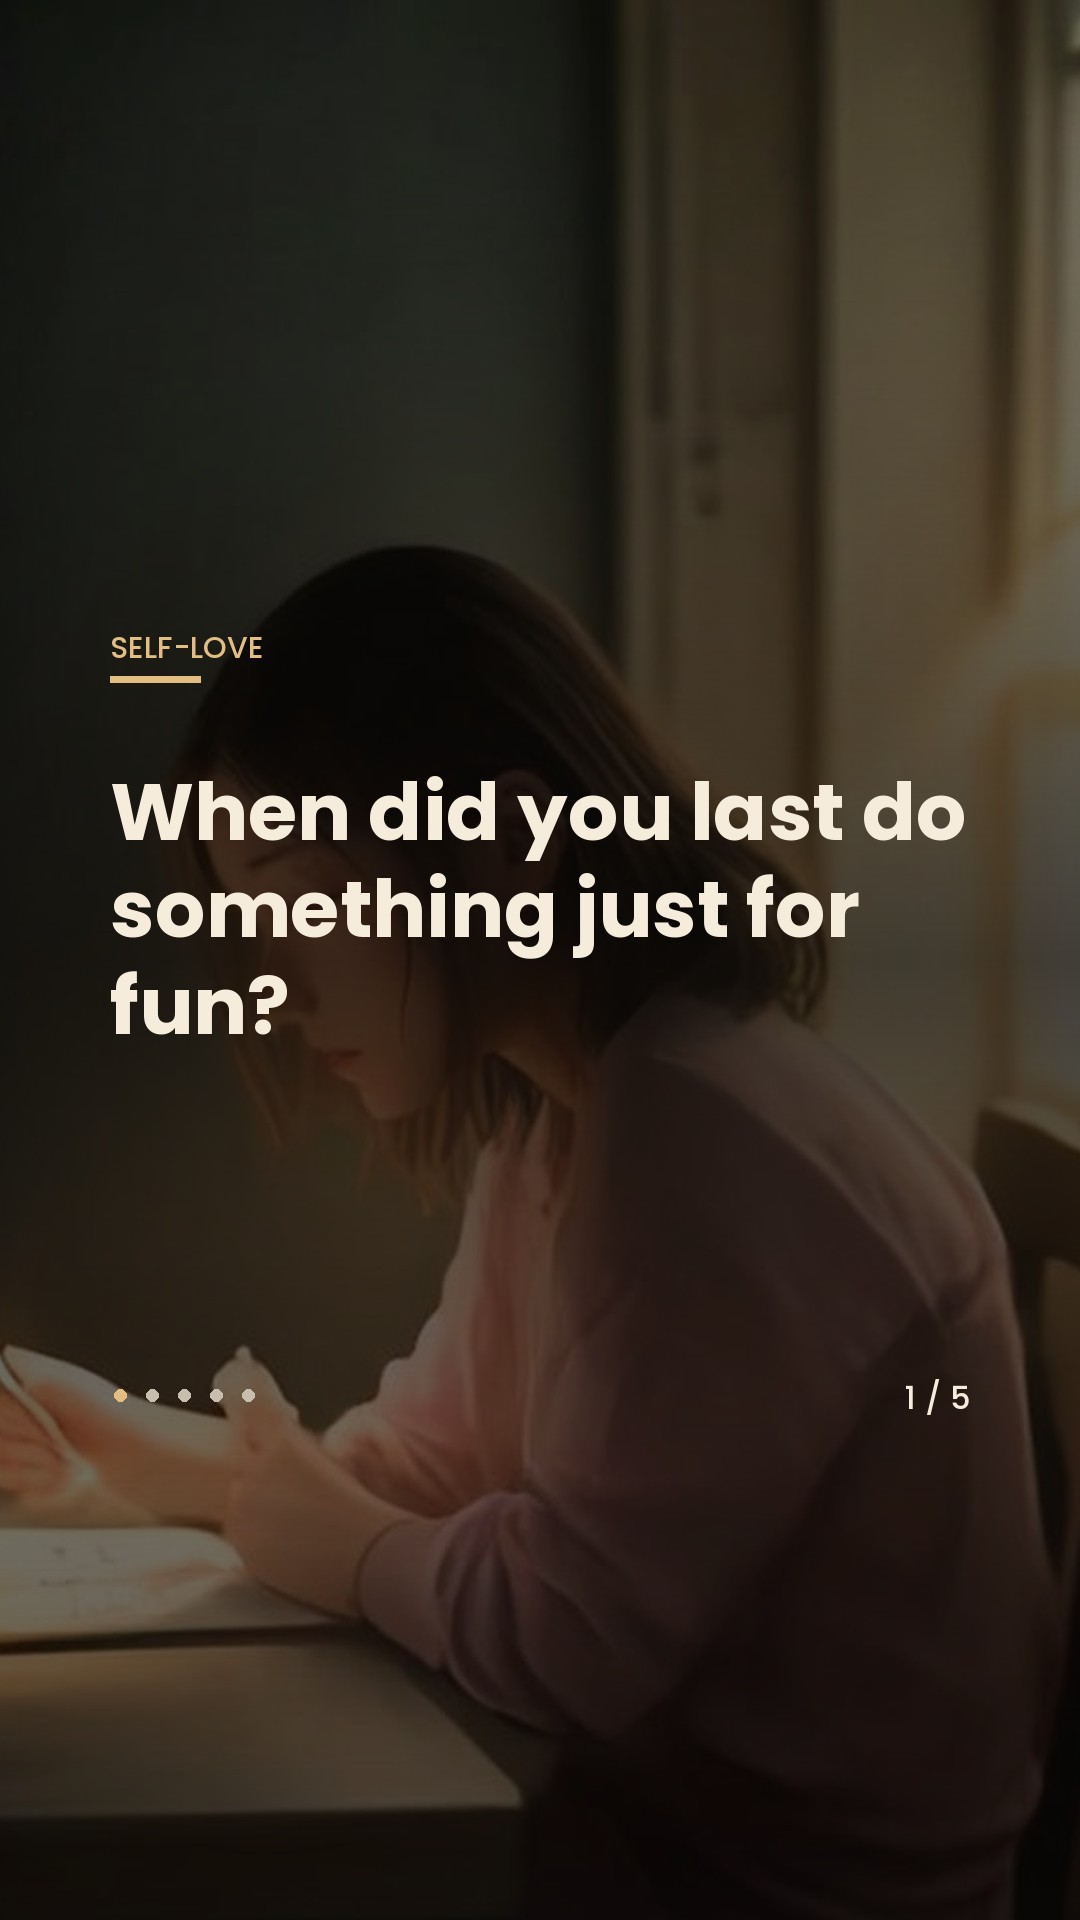 SELF-LOVE
When did you last do
something just for
fun?
1 / 5